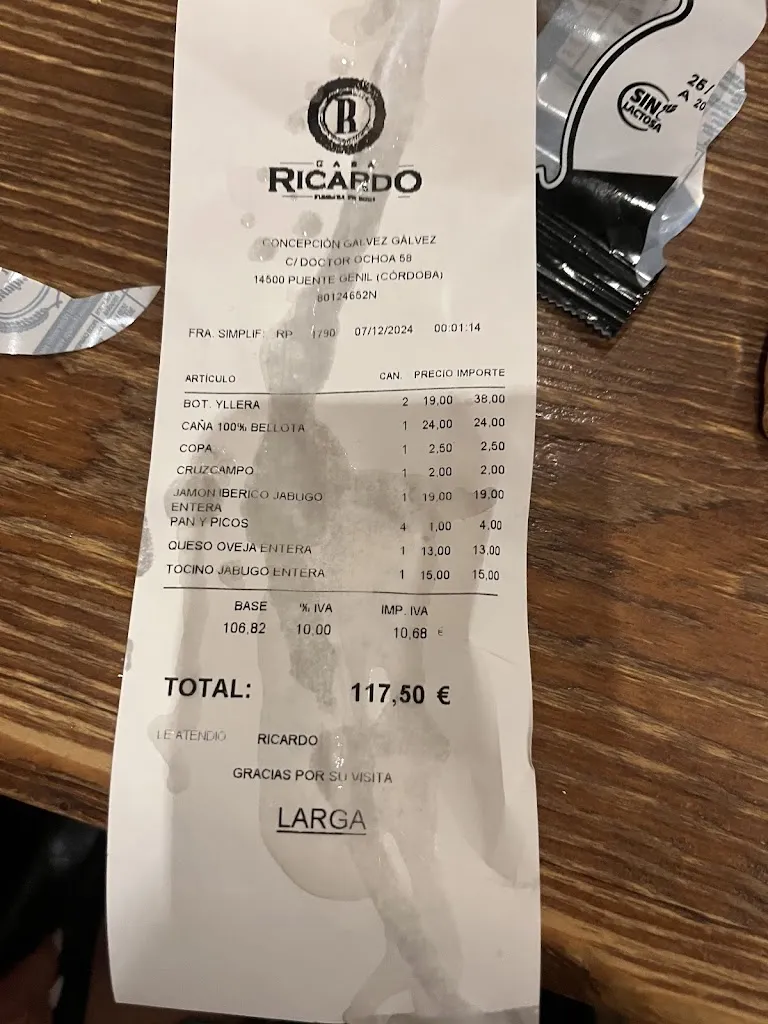 R
CASA
RICARDO
CONCEPCIÓN GALVEZ GÁLVEZ
C/ DOCTOR OCHOA 58
14500 PUENTE GENIL (CÓRDOBA)
80124652N
FRA. SIMPLIF: RP 1790 07/12/2024 00:01:14
ARTÍCULO CAN. PRECIO IMPORTE
BOT. YLLERA 2 19,00 38,00
CAÑA 100% BELLOTA 1 24,00 24,00
COPA 1 2,50 2,50
CRUZCAMPO 1 2,00 2,00
JAMON IBERICO JABUGO 1 19,00 19,00
ENTERA
PAN Y PICOS 4 1,00 4,00
QUESO OVEJA ENTERA 1 13,00 13,00
TOCINO JABUGO ENTERA 1 15,00 15,00
BASE % IVA IMP. IVA
106,82 10,00 10,68 €
TOTAL: 117,50 €
LE ATENDIO RICARDO
GRACIAS POR SU VISITA
LARGA
SIN
LACTOSA
26/
A 20